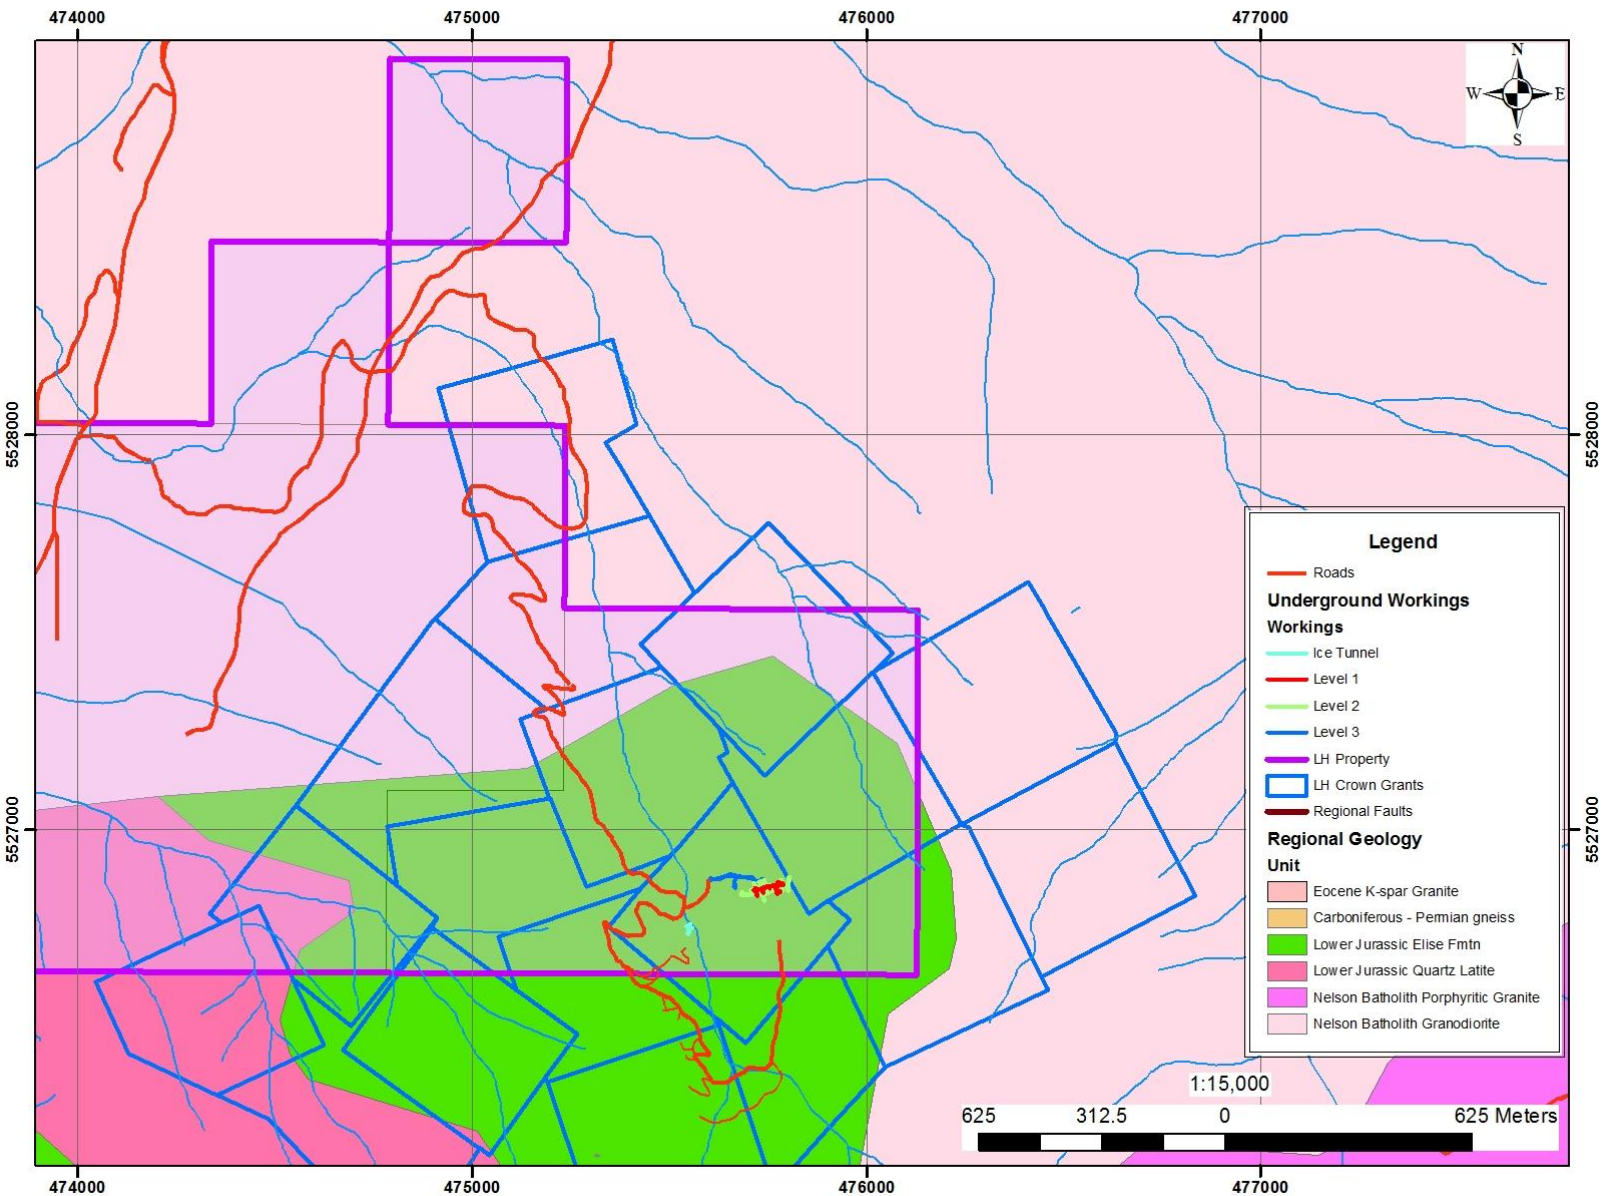 474000 475000 476000 477000
N
W E
S
5528000 5528000
Legend
Roads
Underground Workings
Workings
Ice Tunnel
Level 1
Level 2
Level 3
LH Property
LH Crown Grants
Regional Faults
Regional Geology
Unit
Eocene K-spar Granite
Carboniferous - Permian gneiss
Lower Jurassic Elise Fmtn
Lower Jurassic Quartz Latite
Nelson Batholith Porphyritic Granite
Nelson Batholith Granodiorite
5527000 5527000
1:15,000
625 312.5 0 625 Meters
474000 475000 476000 477000